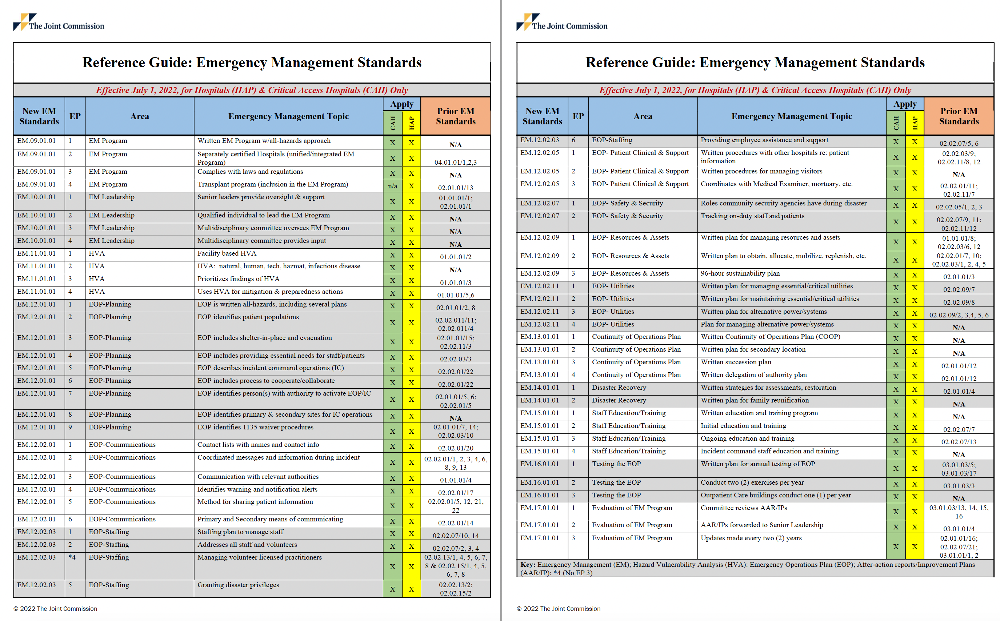 The Joint Commission
Reference Guide: Emergency Management Standards
Effective July 1, 2022, for Hospitals (HAP) & Critical Access Hospitals (CAH) Only
New EM Standards EP Area Emergency Management Topic Apply CAH HAP Prior EM Standards
EM.09.01.01 1 EM Program Written EM Program w/all-hazards approach X X N/A
EM.09.01.01 2 EM Program Separately certified Hospitals (unified/integrated EM Program) X X 04.01.01/1,2,3
EM.09.01.01 3 EM Program Complies with laws and regulations X X N/A
EM.09.01.01 4 EM Program Transplant program (inclusion in the EM Program) n/a X 02.01.01/13
EM.10.01.01 1 EM Leadership Senior leaders provide oversight & support X X 01.01.01/1; 02.01.01/1
EM.10.01.01 2 EM Leadership Qualified individual to lead the EM Program X X N/A
EM.10.01.01 3 EM Leadership Multidisciplinary committee oversees EM Program X X N/A
EM.10.01.01 4 EM Leadership Multidisciplinary committee provides input X X N/A
EM.11.01.01 1 HVA Facility based HVA X X 01.01.01/2
EM.11.01.01 2 HVA HVA: natural, human, tech, hazmat, infectious disease X X N/A
EM.11.01.01 3 HVA Prioritizes findings of HVA X X 01.01.01/3
EM.11.01.01 4 HVA Uses HVA for mitigation & preparedness actions X X 01.01.01/5,6
EM.12.01.01 1 EOP-Planning EOP is written all-hazards, including several plans X X 02.01.01/2, 8
EM.12.01.01 2 EOP-Planning EOP identifies patient populations X X 02.02.011/11; 02.02.011/4
EM.12.01.01 3 EOP-Planning EOP includes shelter-in-place and evacuation X X 02.01.01/15; 02.02.11/3
EM.12.01.01 4 EOP-Planning EOP includes providing essential needs for staff/patients X X 02.02.03/3
EM.12.01.01 5 EOP-Planning EOP describes incident command operations (IC) X X 02.02.01/22
EM.12.01.01 6 EOP-Planning EOP includes process to cooperate/collaborate X X 02.02.01/22
EM.12.01.01 7 EOP-Planning EOP identifies person(s) with authority to activate EOP/IC X X 02.01.01/5, 6; 02.02.01/5
EM.12.01.01 8 EOP-Planning EOP identifies primary & secondary sites for IC operations X X N/A
EM.12.01.01 9 EOP-Planning EOP identifies 1135 waiver procedures X X 02.01.01/7, 14; 02.02.03/10
EM.12.02.01 1 EOP-Communications Contact lists with names and contact info X X 02.02.01/20
EM.12.02.01 2 EOP-Communications Coordinated messages and information during incident X X 02.02.01/1, 2, 3, 4, 6, 8, 9, 13
EM.12.02.01 3 EOP-Communications Communication with relevant authorities X X 01.01.01/4
EM.12.02.01 4 EOP-Communications Identifies warning and notification alerts X X 02.02.01/17
EM.12.02.01 5 EOP-Communications Method for sharing patient information X X 02.02.01/5, 12, 21, 22
EM.12.02.01 6 EOP-Communications Primary and Secondary means of communicating X X 02.02.01/14
EM.12.02.03 1 EOP-Staffing Staffing plan to manage staff X X 02.02.07/10, 14
EM.12.02.03 2 EOP-Staffing Addresses all staff and volunteers X X 02.02.07/2, 3, 4
EM.12.02.03 *4 EOP-Staffing Managing volunteer licensed practitioners X X 02.02.13/1, 4, 5, 6, 7, 8 & 02.02.15/1, 4, 5, 6, 7, 8
EM.12.02.03 5 EOP-Staffing Granting disaster privileges X X 02.02.13/2; 02.02.15/2
© 2022 The Joint Commission
The Joint Commission
Reference Guide: Emergency Management Standards
Effective July 1, 2022, for Hospitals (HAP) & Critical Access Hospitals (CAH) Only
New EM Standards EP Area Emergency Management Topic Apply CAH HAP Prior EM Standards
EM.12.02.03 6 EOP-Staffing Providing employee assistance and support X X 02.02.07/5, 6
EM.12.02.05 1 EOP- Patient Clinical & Support Written procedures with other hospitals re: patient information X X 02.02.03/9; 02.02.11/8, 12
EM.12.02.05 2 EOP- Patient Clinical & Support Written procedures for managing visitors X X N/A
EM.12.02.05 3 EOP- Patient Clinical & Support Coordinates with Medical Examiner, mortuary, etc. X X 02.02.01/11; 02.02.11/7
EM.12.02.07 1 EOP- Safety & Security Roles community security agencies have during disaster X X 02.02.05/1, 2, 3
EM.12.02.07 2 EOP- Safety & Security Tracking on-duty staff and patients X X 02.02.07/9, 11; 02.02.11/12
EM.12.02.09 1 EOP- Resources & Assets Written plan for managing resources and assets X X 01.01.01/8; 02.02.03/6, 12
EM.12.02.09 2 EOP- Resources & Assets Written plan to obtain, allocate, mobilize, replenish, etc. X X 02.02.01/7, 10; 02.02.03/1, 2, 4, 5
EM.12.02.09 3 EOP- Resources & Assets 96-hour sustainability plan X X 02.01.01/3
EM.12.02.11 1 EOP- Utilities Written plan for managing essential/critical utilities X X 02.02.09/7
EM.12.02.11 2 EOP- Utilities Written plan for maintaining essential/critical utilities X X 02.02.09/8
EM.12.02.11 3 EOP- Utilities Written plan for alternative power/systems X X 02.02.09/2, 3,4, 5, 6
EM.12.02.11 4 EOP- Utilities Plan for managing alternative power/systems X X N/A
EM.13.01.01 1 Continuity of Operations Plan Written Continuity of Operations Plan (COOP) X X N/A
EM.13.01.01 2 Continuity of Operations Plan Written plan for secondary location X X N/A
EM.13.01.01 3 Continuity of Operations Plan Written succession plan X X 02.01.01/12
EM.13.01.01 4 Continuity of Operations Plan Written delegation of authority plan X X 02.01.01/12
EM.14.01.01 1 Disaster Recovery Written strategies for assessments, restoration X X 02.01.01/4
EM.14.01.01 2 Disaster Recovery Written plan for family reunification X X N/A
EM.15.01.01 1 Staff Education/Training Written education and training program X X N/A
EM.15.01.01 2 Staff Education/Training Initial education and training X X 02.02.07/7
EM.15.01.01 3 Staff Education/Training Ongoing education and training X X 02.02.07/13
EM.15.01.01 4 Staff Education/Training Incident command staff education and training X X N/A
EM.16.01.01 1 Testing the EOP Written plan for annual testing of EOP X X 03.01.03/5; 03.01.03/17
EM.16.01.01 2 Testing the EOP Conduct two (2) exercises per year X X 03.01.03/3
EM.16.01.01 3 Testing the EOP Outpatient Care buildings conduct one (1) per year X X N/A
EM.17.01.01 1 Evaluation of EM Program Committee reviews AAR/IPs X X 03.01.03/13, 14, 15, 16
EM.17.01.01 2 Evaluation of EM Program AAR/IPs forwarded to Senior Leadership X X 03.01.01/4
EM.17.01.01 3 Evaluation of EM Program Updates made every two (2) years X X 02.01.01/16; 02.02.07/21; 03.01.01/1, 2
Key: Emergency Management (EM); Hazard Vulnerability Analysis (HVA): Emergency Operations Plan (EOP); After-action reports/Improvement Plans
(AAR/IP); *4 (No EP 3)
© 2022 The Joint Commission